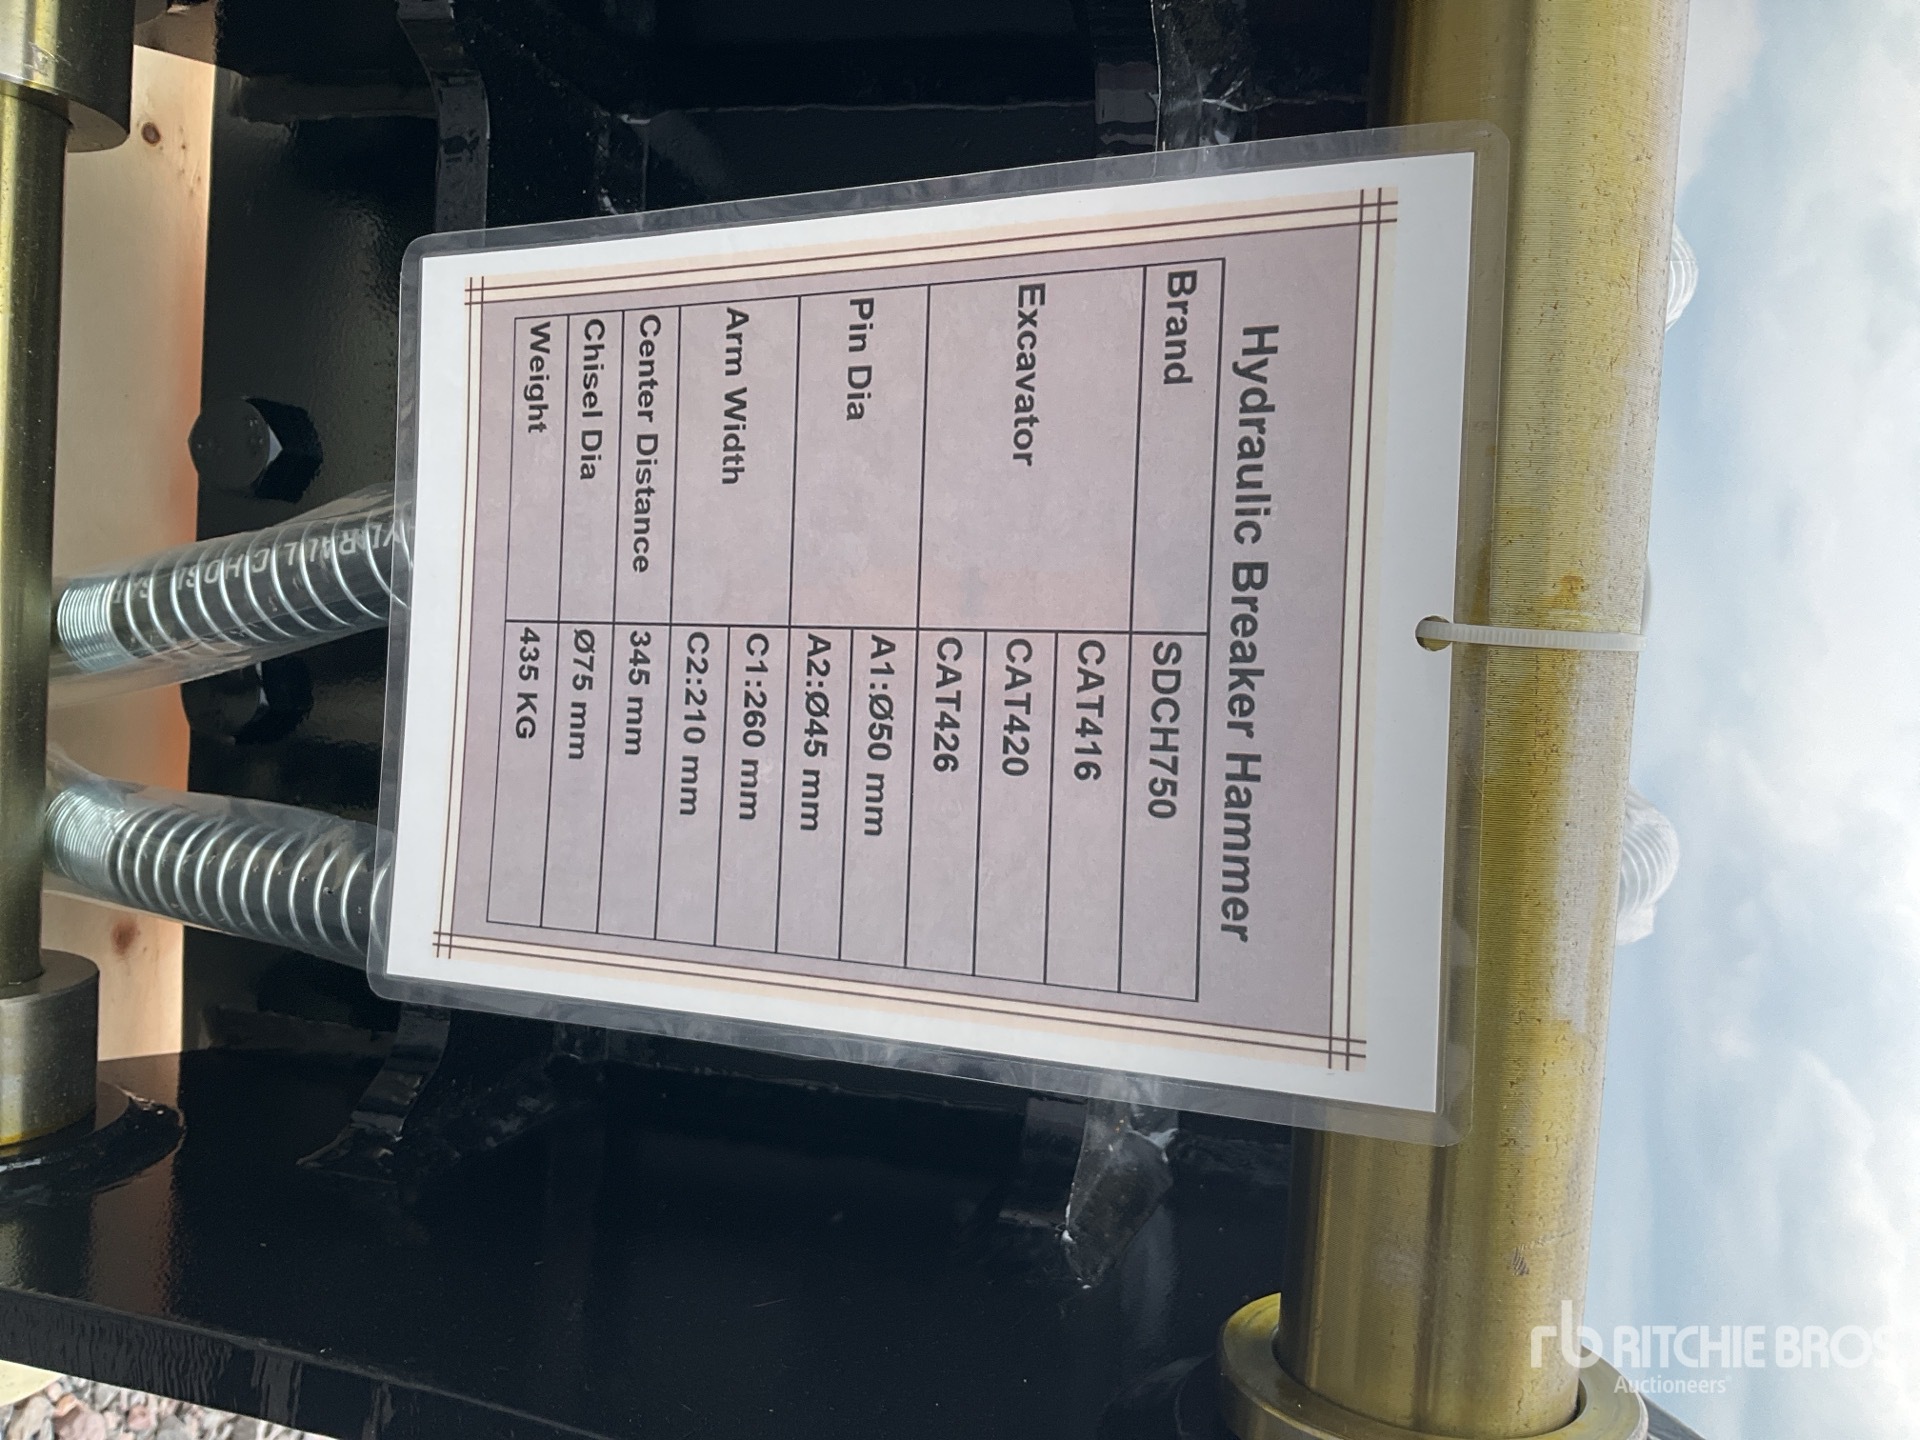 Hydraulic Breaker Hammer
Brand SDCH750
Excavator CAT416
CAT420
CAT426
Pin Dia A1:Ø50 mm
A2:Ø45 mm
Arm Width C1:260 mm
C2:210 mm
Center Distance 345 mm
Chisel Dia Ø75 mm
Weight 435 KG
rb RITCHIE BROS
Auctioneers